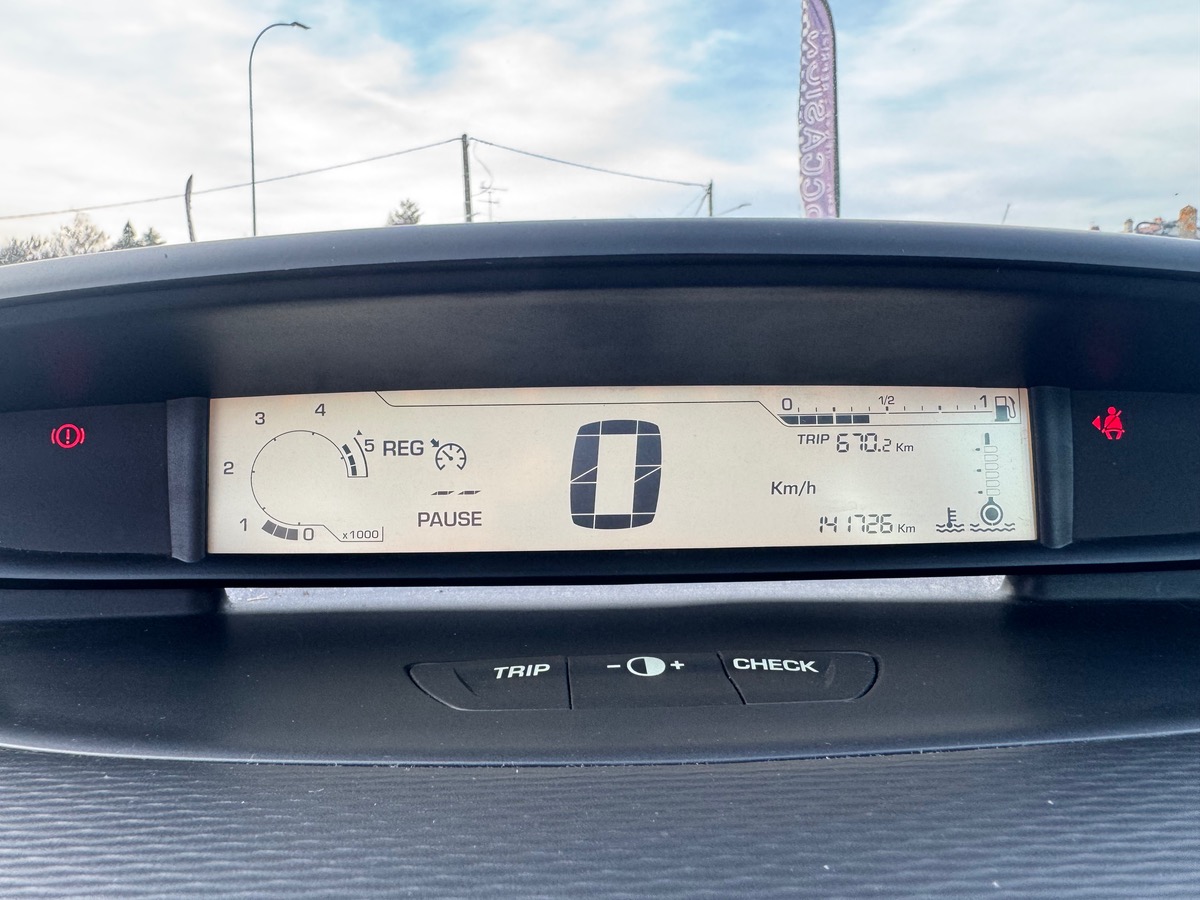 OCCASION
4
3
5
2
1
0
x1000
REG
PAUSE
0
0 1/2 1
TRIP 670.2 Km
Km/h
141726 Km
TRIP
- +
CHECK